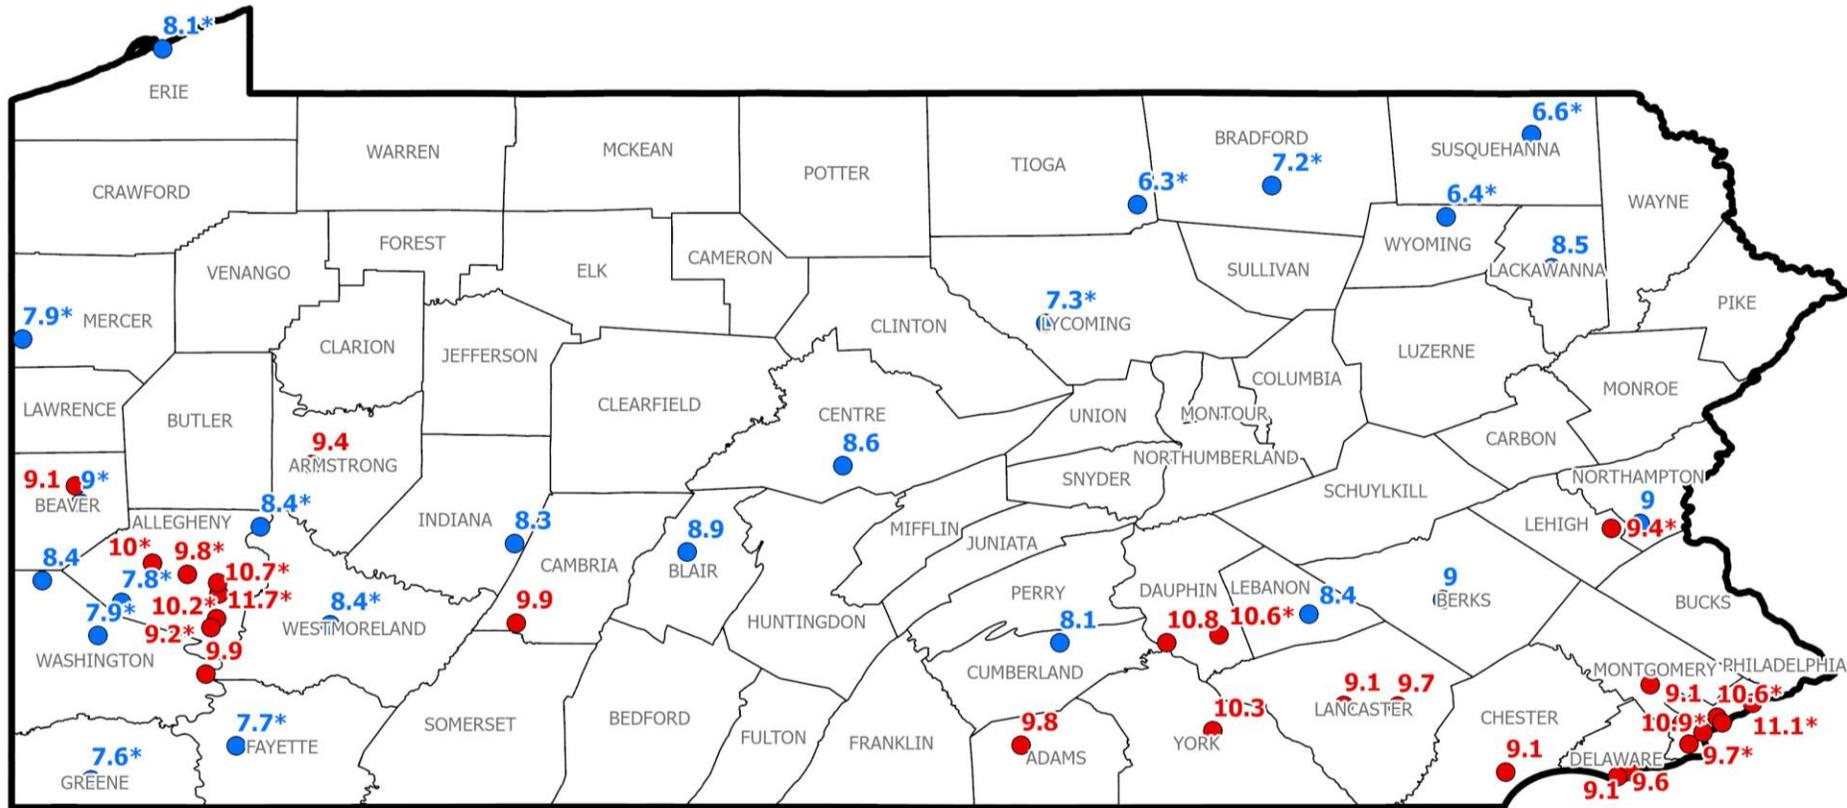 8.1*
ERIE
WARREN
MCKEAN
POTTER
TIOGA
6.3*
BRADFORD
7.2*
6.6*
SUSQUEHANNA
6.4*
WAYNE
CRAWFORD
FOREST
VENANGO
ELK
CAMERON
SULLIVAN
WYOMING
8.5
LACKAWANNA
PIKE
7.9*
MERCER
CLARION
JEFFERSON
CLINTON
7.3*
LYCOMING
LUZERNE
COLUMBIA
MONROE
LAWRENCE
BUTLER
CLEARFIELD
CENTRE
8.6
UNION
MONTOUR
CARBON
9.4
ARMSTRONG
NORTHUMBERLAND
SNYDER
SCHUYLKILL
NORTHAMPTON
9
9.1
9*
BEAVER
8.4*
ALLEGHENY
INDIANA
8.3
8.9
BLAIR
MIFFLIN
JUNIATA
LEHIGH
9.4*
8.4
10*
9.8*
10.7*
7.8*
11.7*
10.2*
9.2*
7.9*
WASHINGTON
9.9
8.4*
WESTMORELAND
CAMBRIA
9.9
HUNTINGDON
PERRY
8.1
DAUPHIN
10.8
10.6*
LEBANON
8.4
9
BERKS
BUCKS
CUMBERLAND
7.7*
FAYETTE
7.6*
GREENE
SOMERSET
BEDFORD
FULTON
FRANKLIN
9.8
ADAMS
10.3
YORK
9.1
9.7
LANCASTER
CHESTER
9.1
MONTGOMERY
PHILADELPHIA
9.1
10.6*
10.9*
11.1*
9.7*
DELAWARE
9.6
9.1